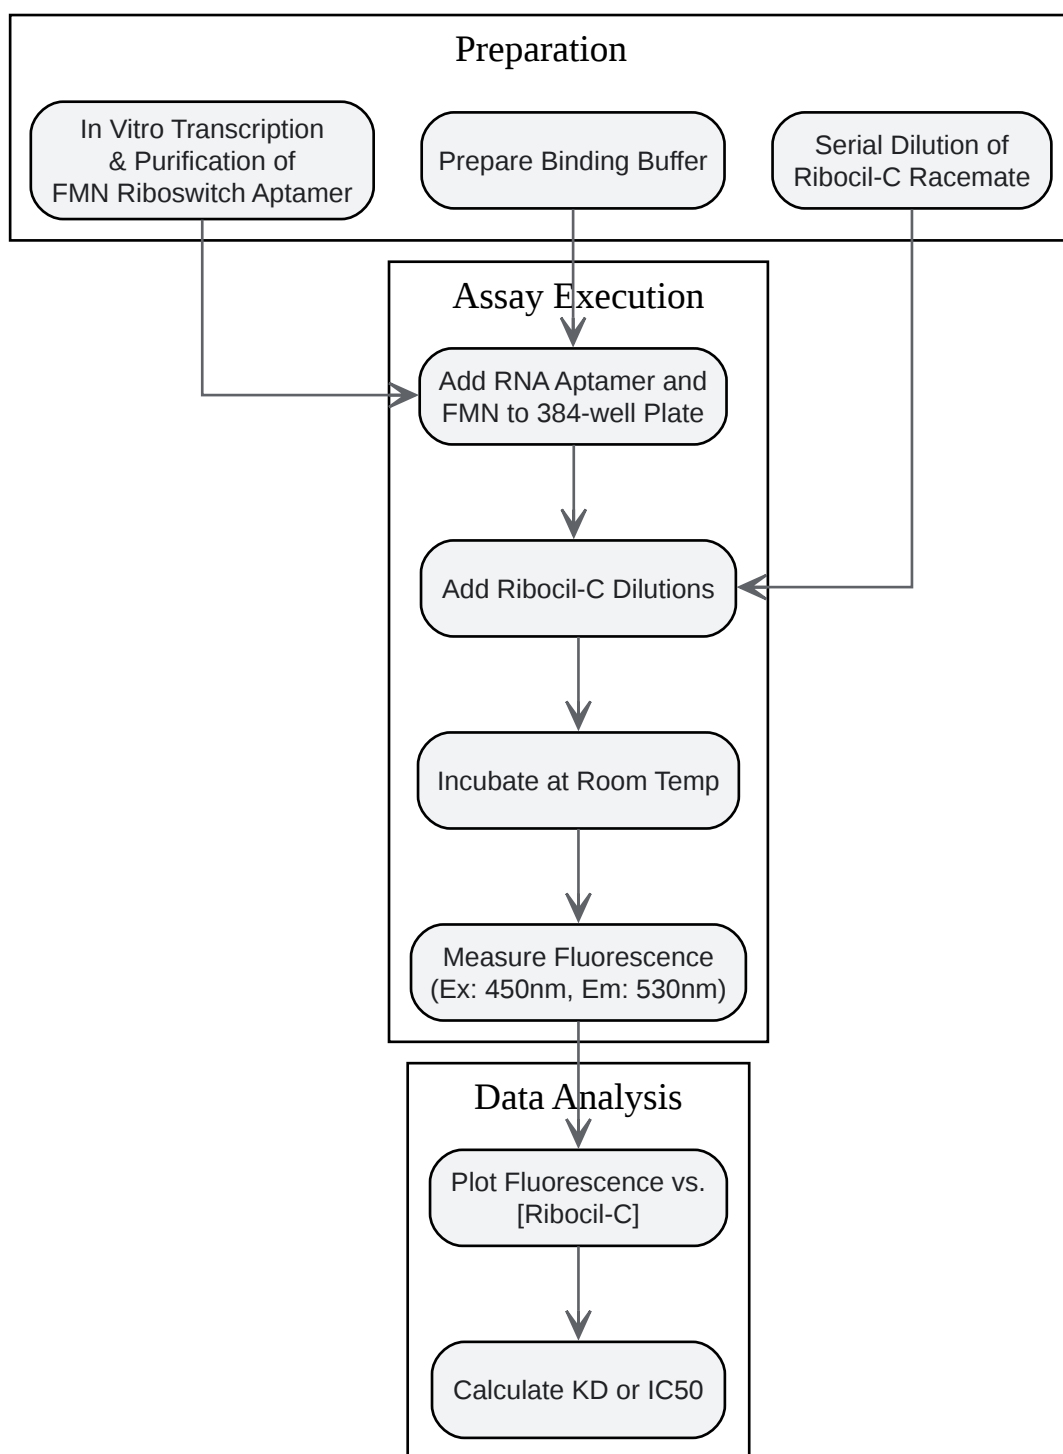 Preparation
In Vitro Transcription
& Purification of
FMN Riboswitch Aptamer
Prepare Binding Buffer
Serial Dilution of
Ribocil-C Racemate
Assay Execution
Add RNA Aptamer and
FMN to 384-well Plate
Add Ribocil-C Dilutions
Incubate at Room Temp
Measure Fluorescence
(Ex: 450nm, Em: 530nm)
Data Analysis
Plot Fluorescence vs.
[Ribocil-C]
Calculate KD or IC50